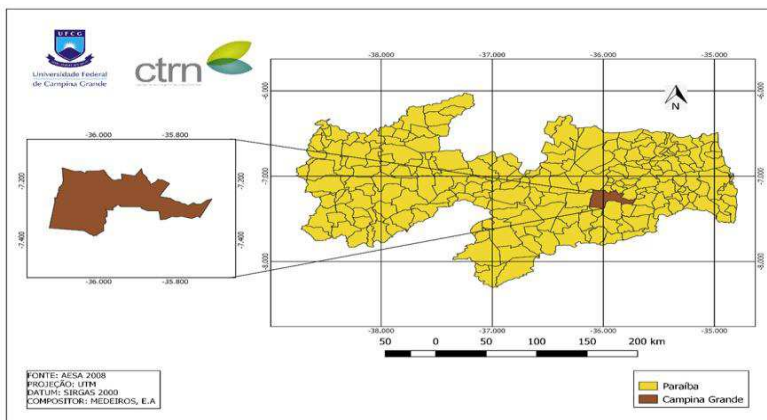 UFCG
Universidade Federal
de Campina Grande
ctrn
-38.000
-37.000
-36.000
-35.000
-6.000
-6.000
N
-36.000
-35.800
-7.200
-7.200
-7.000
-7.000
-7.400
-7.400
-8.000
-8.000
-36.000
-35.800
-38.000
-37.000
-36.000
-35.000
50
0
50
100
150
200 km
FONTE: AESA 2008
PROJEÇÃO: UTM
DATUM: SIRGAS 2000
COMPOSITOR: MEDEIROS, E.A
Paraíba
Campina Grande